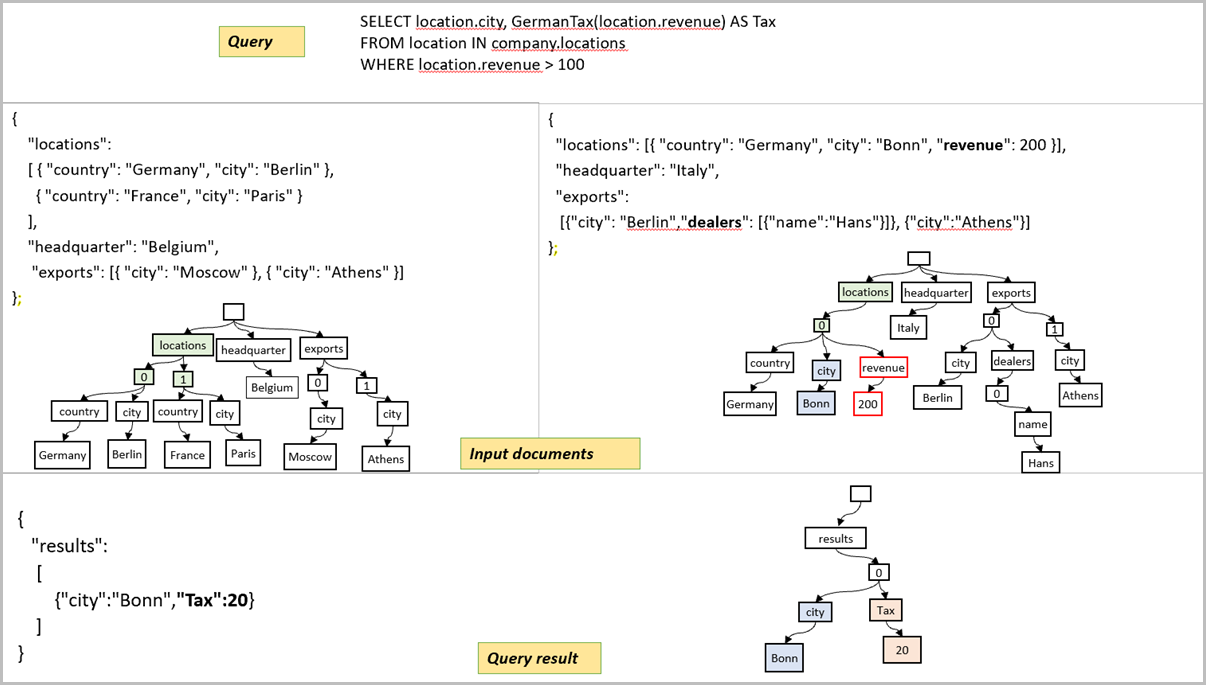 Query
SELECT location.city, GermanTax(location.revenue) AS Tax
FROM location IN company.locations
WHERE location.revenue > 100
{
"locations":
[ { "country": "Germany", "city": "Berlin" },
{ "country": "France", "city": "Paris" }
],
"headquarter": "Belgium",
"exports": [{ "city": "Moscow" }, { "city": "Athens" }]
};
locations headquarter exports
0 1 Belgium 0 1
country city country city city city
Germany Berlin France Paris Moscow Athens
{
"locations": [{ "country": "Germany", "city": "Bonn", "revenue": 200 }],
"headquarter": "Italy",
"exports":
[{"city": "Berlin","dealers": [{"name":"Hans"}]}, {"city":"Athens"}]
};
locations headquarter exports
0 Italy 0 1
country city revenue city dealers city
Germany Bonn 200 Berlin 0 Athens
name
Hans
Input documents
{
"results":
[
{"city":"Bonn","Tax":20}
]
}
results
0
city Tax
Bonn 20
Query result